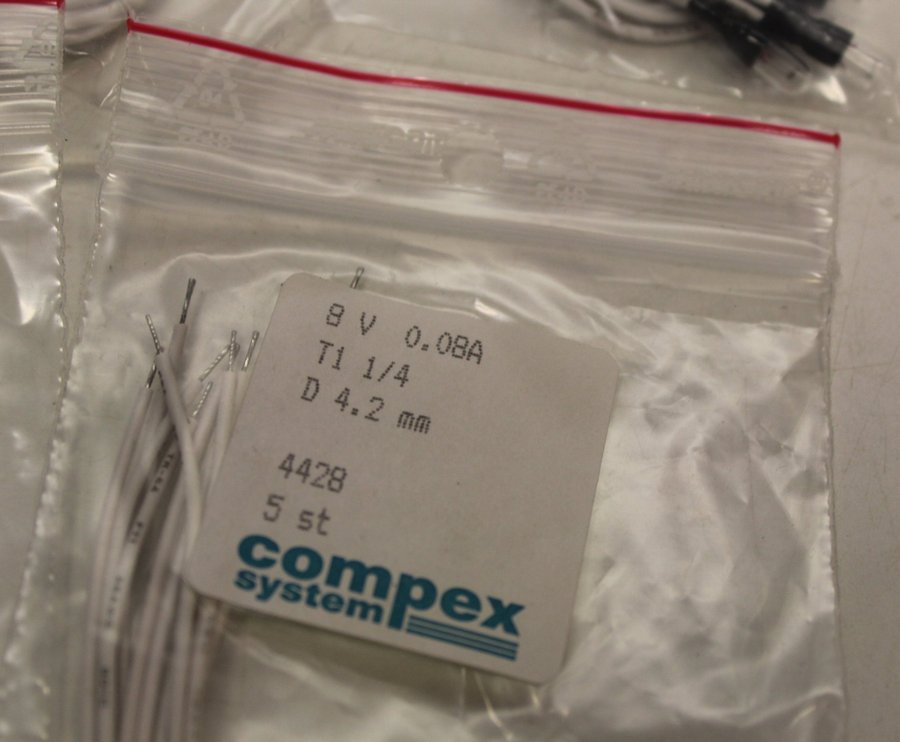 8 V 0.08A
T1 1/4
D 4.2 mm
4428
5 st
compex
system